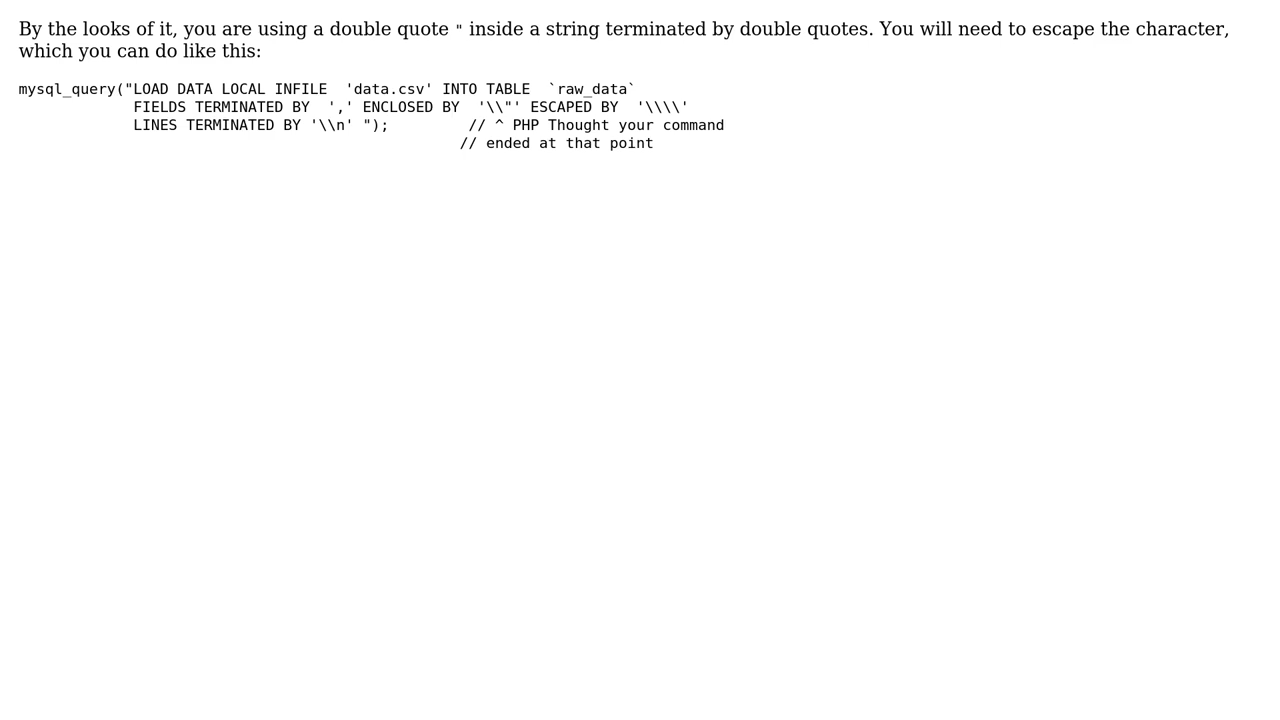 By the looks of it, you are using a double quote " inside a string terminated by double quotes. You will need to escape the character,
which you can do like this:
mysql_query("LOAD DATA LOCAL INFILE  'data.csv' INTO TABLE  `raw_data`
             FIELDS TERMINATED BY  ',' ENCLOSED BY  '\\"' ESCAPED BY  '\\\\'
             LINES TERMINATED BY '\\n' ");         // ^ PHP Thought your command
                                                  // ended at that point